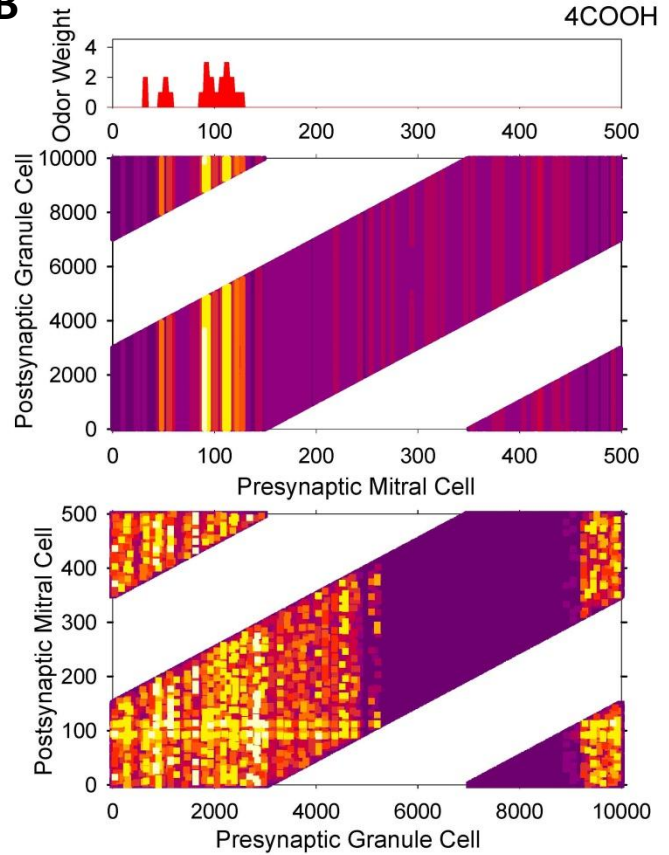 B
4COOH
Odor Weight
4
2
0
0 100 200 300 400 500
Postsynaptic Granule Cell
10000
8000
6000
4000
2000
0
0 100 200 300 400 500
Presynaptic Mitral Cell
Postsynaptic Mitral Cell
500
400
300
200
100
0
0 2000 4000 6000 8000 10000
Presynaptic Granule Cell